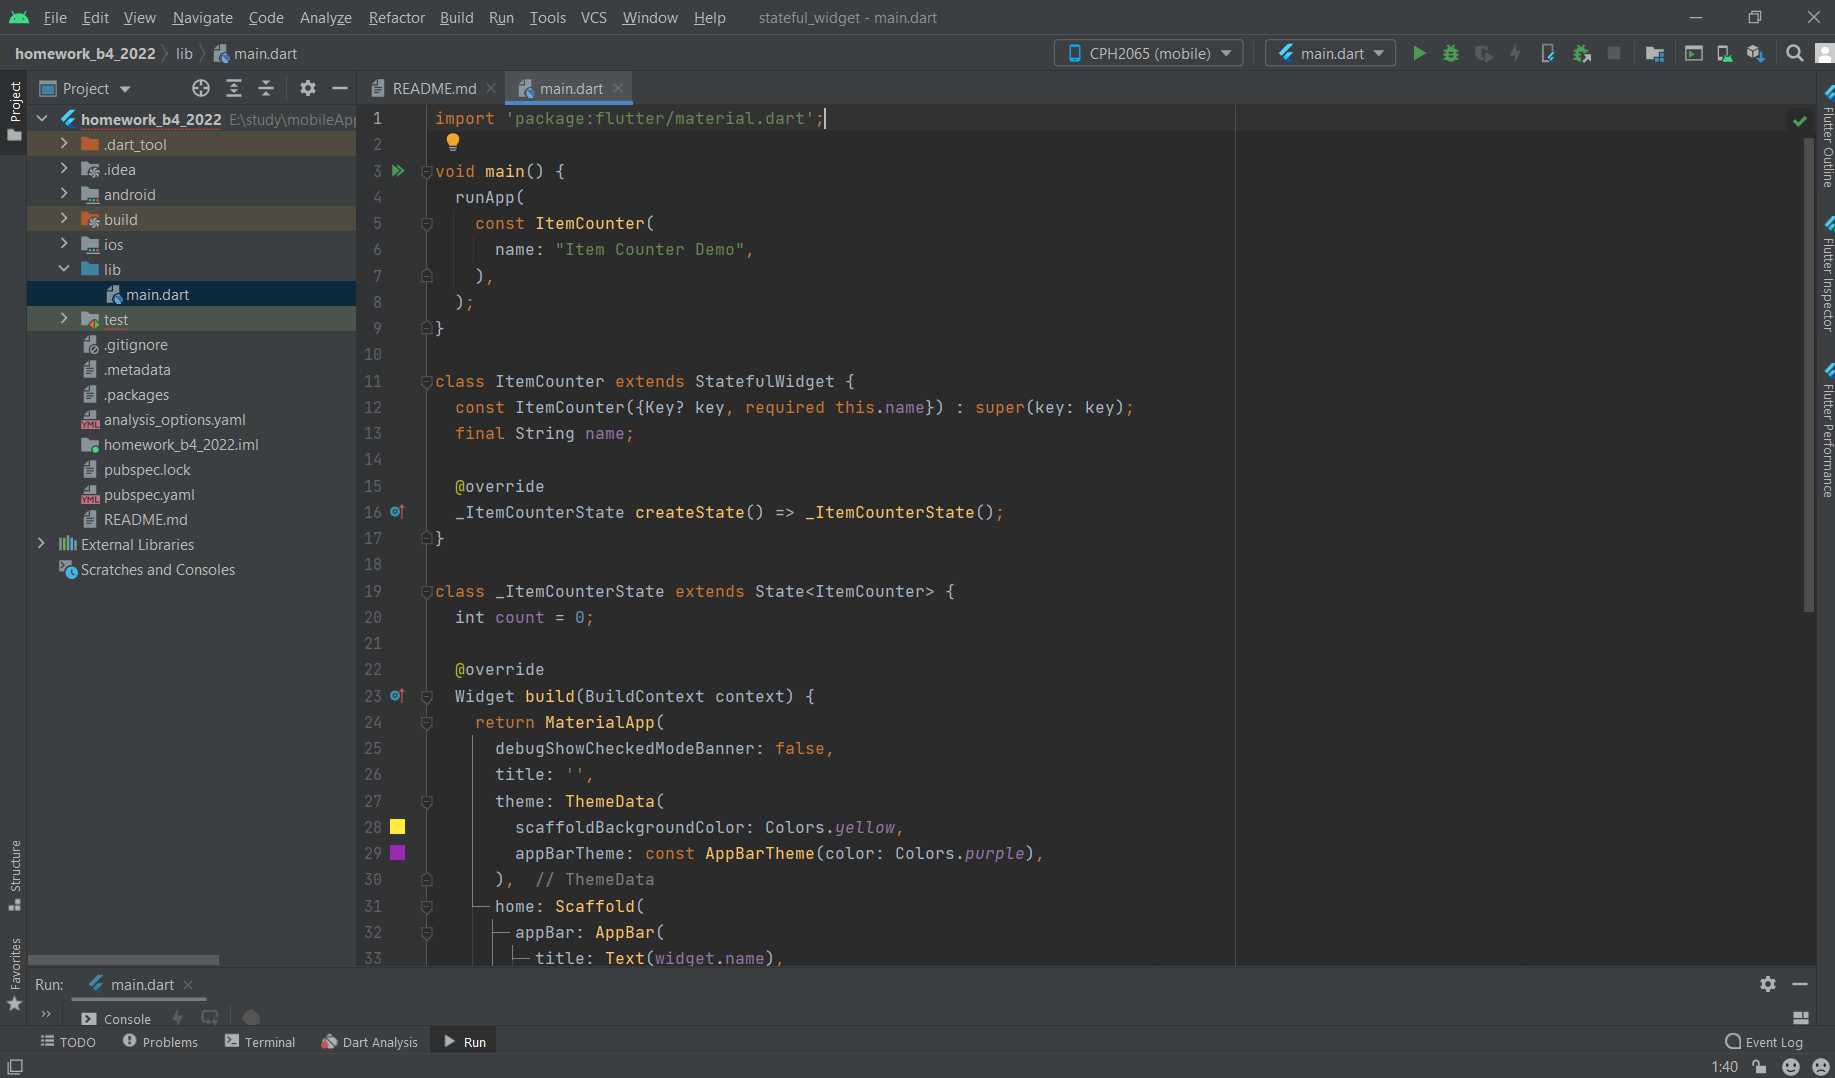 File Edit View Navigate Code Analyze Refactor Build Run Tools VCS Window Help stateful_widget - main.dart
homework_b4_2022 lib main.dart CPH2065 (mobile) main.dart
Project README.md main.dart
Project
homework_b4_2022 E:\study\mobileApp
.dart_tool
.idea
android
build
ios
lib
main.dart
test
.gitignore
.metadata
.packages
analysis_options.yaml
homework_b4_2022.iml
pubspec.lock
pubspec.yaml
README.md
External Libraries
Scratches and Consoles
Structure
Favorites
1 import 'package:flutter/material.dart';
2
3 void main() {
4 runApp(
5 const ItemCounter(
6 name: "Item Counter Demo",
7 ),
8 );
9 }
10
11 class ItemCounter extends StatefulWidget {
12 const ItemCounter({Key? key, required this.name}) : super(key: key);
13 final String name;
14
15 @override
16 _ItemCounterState createState() => _ItemCounterState();
17 }
18
19 class _ItemCounterState extends State<ItemCounter> {
20 int count = 0;
21
22 @override
23 Widget build(BuildContext context) {
24 return MaterialApp(
25 debugShowCheckedModeBanner: false,
26 title: '',
27 theme: ThemeData(
28 scaffoldBackgroundColor: Colors.yellow,
29 appBarTheme: const AppBarTheme(color: Colors.purple),
30 ), // ThemeData
31 home: Scaffold(
32 appBar: AppBar(
33 title: Text(widget.name),
Flutter Outline
Flutter Inspector
Flutter Performance
Run: main.dart
Console
TODO Problems Terminal Dart Analysis Run Event Log
1:40